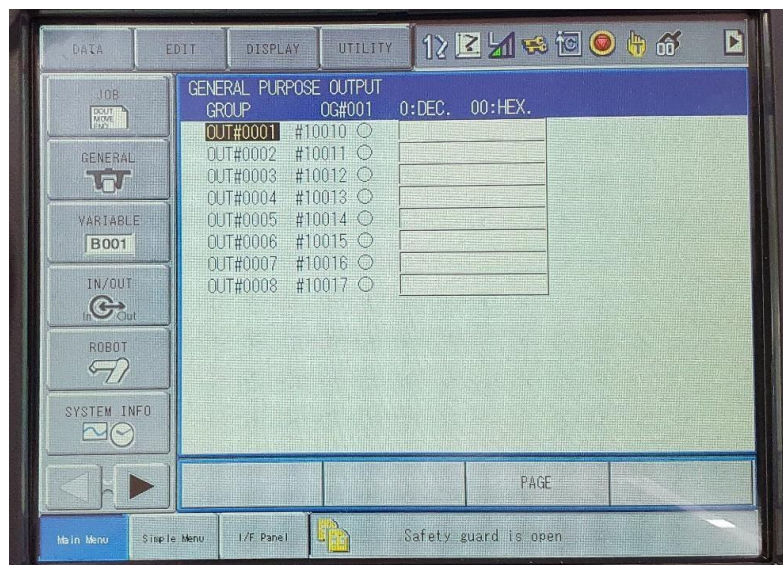 DATA EDIT DISPLAY UTILITY
JOB
DOUT
MOVE
END
GENERAL
VARIABLE
B001
IN/OUT
In Out
ROBOT
SYSTEM INFO
GENERAL PURPOSE OUTPUT
GROUP OG#001 0:DEC. 00:HEX.
OUT#0001 #10010
OUT#0002 #10011
OUT#0003 #10012
OUT#0004 #10013
OUT#0005 #10014
OUT#0006 #10015
OUT#0007 #10016
OUT#0008 #10017
PAGE
Main Menu Simple Menu I/F Panel Safety guard is open